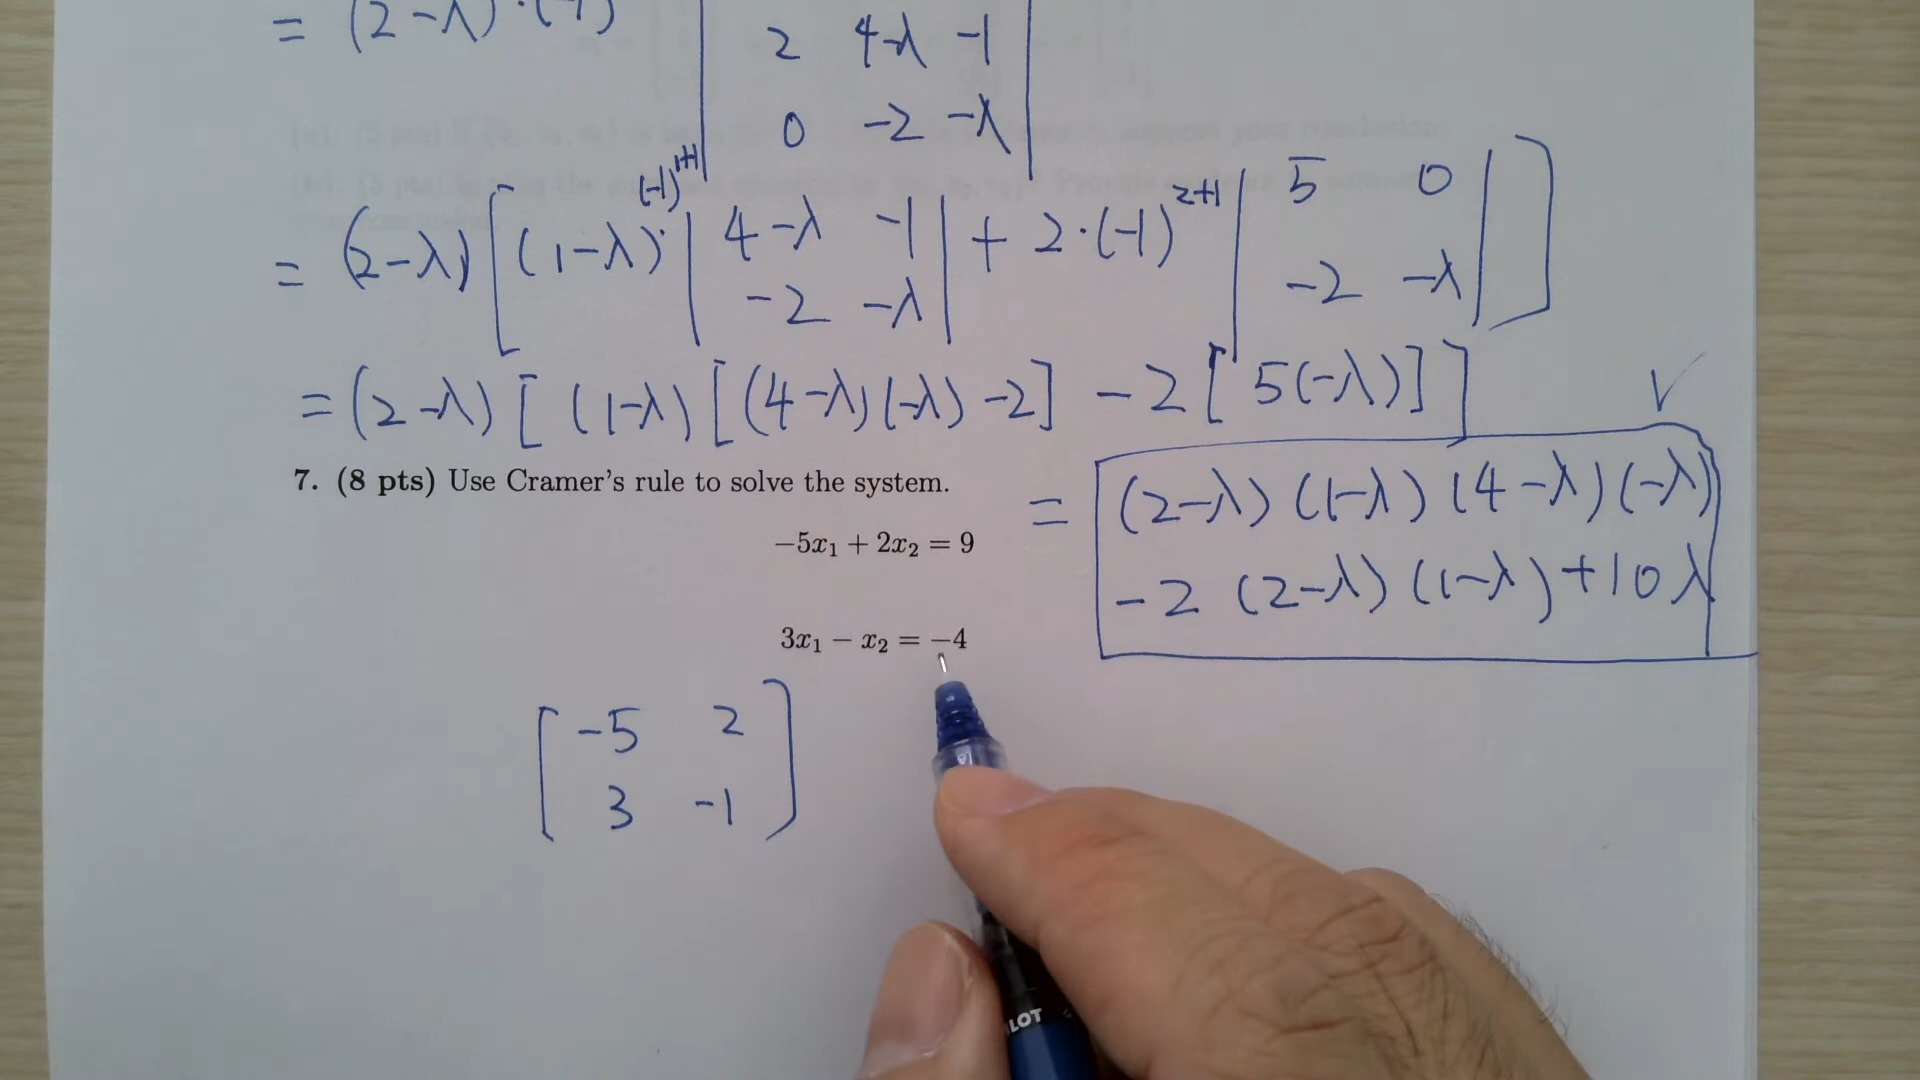 = (2-λ)·(-1) | 2 4-λ -1
0 -2 -λ |
= (2-λ) [ (1-λ)·(-1)^{1+1} | 4-λ -1 | + 2·(-1)^{2+1} | 5 0 | ]
-2 -λ -2 -λ
= (2-λ) [ (1-λ) [(4-λ)(-λ) -2] - 2 [ 5(-λ)] ]
7. (8 pts) Use Cramer's rule to solve the system.
= (2-λ) (1-λ) (4-λ) (-λ)
-5x₁ + 2x₂ = 9
- 2 (2-λ) (1-λ) + 10λ
3x₁ − x₂ = −4
[ -5 2
3 -1 ]
LOT